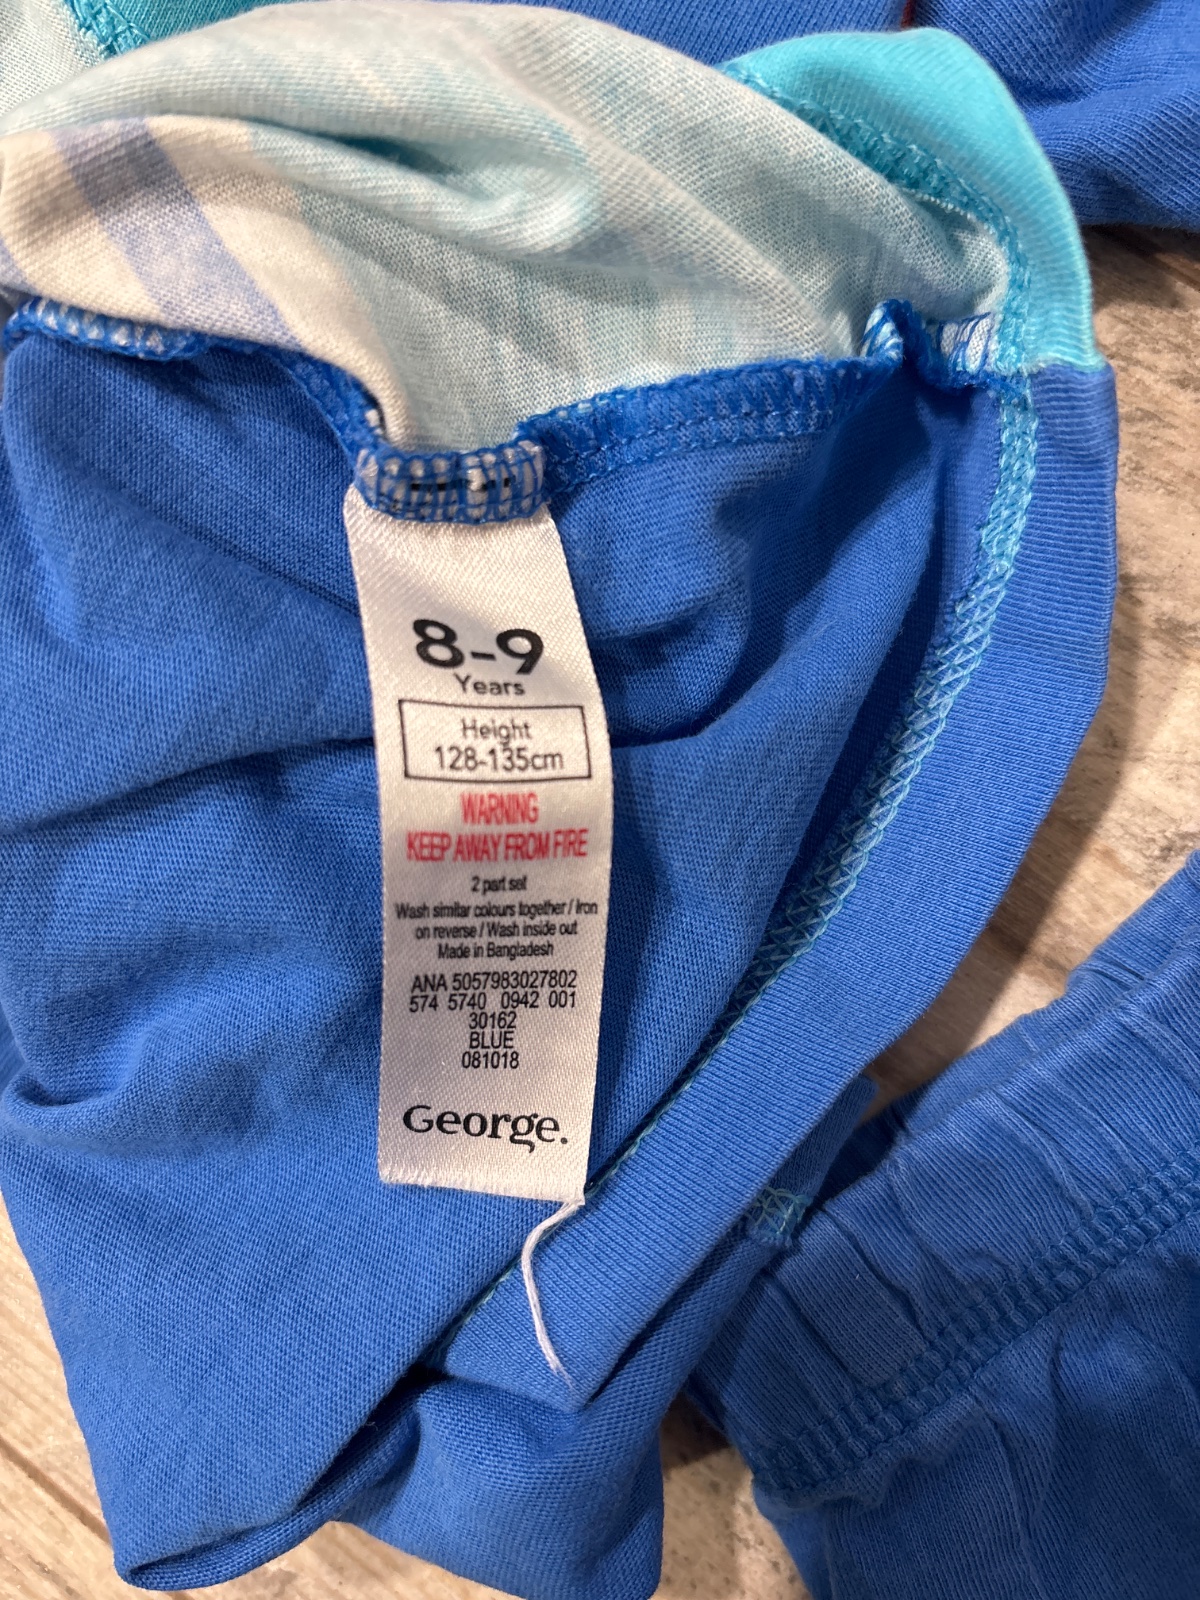 8-9
Years
Height
128-135cm
WARNING
KEEP AWAY FROM FIRE
2 part set
Wash similar colours together / Iron
on reverse / Wash inside out
Made in Bangladesh
ANA 5057983027802
574 5740 0942 001
30162
BLUE
081018
George.